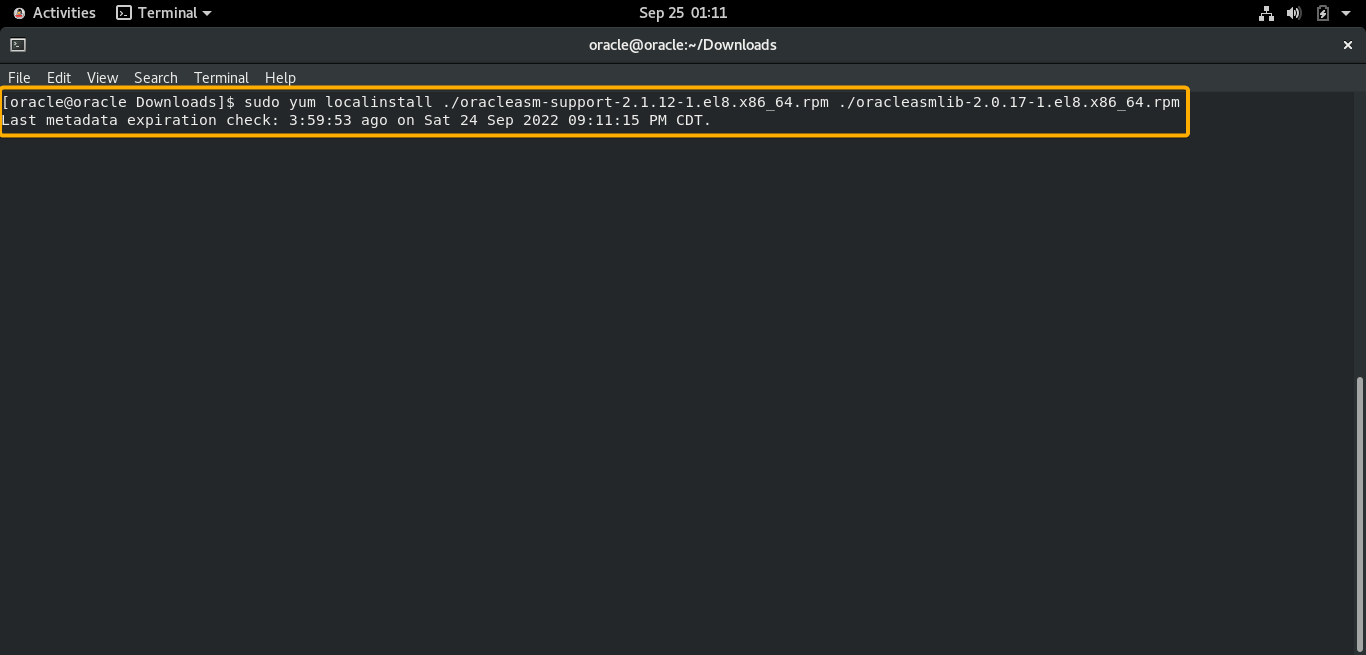 Activities Terminal Sep 25 01:11
oracle@oracle:~/Downloads
File Edit View Search Terminal Help
[oracle@oracle Downloads]$ sudo yum localinstall ./oracleasm-support-2.1.12-1.el8.x86_64.rpm ./oracleasmlib-2.0.17-1.el8.x86_64.rpm
Last metadata expiration check: 3:59:53 ago on Sat 24 Sep 2022 09:11:15 PM CDT.